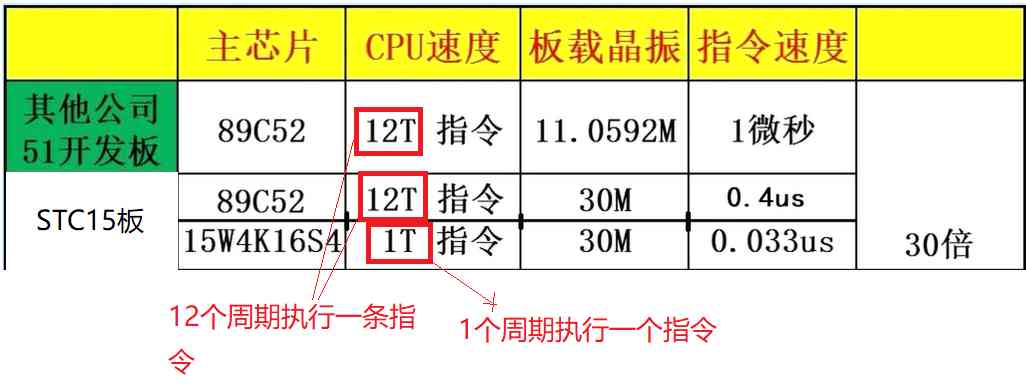 主芯片 CPU速度 板载晶振 指令速度
其他公司
51开发板
89C52 12T 指令 11.0592M 1微秒
STC15板
89C52 12T 指令 30M 0.4us
15W4K16S4 1T 指令 30M 0.033us 30倍
12个周期执行一条指
令
1个周期执行一个指令